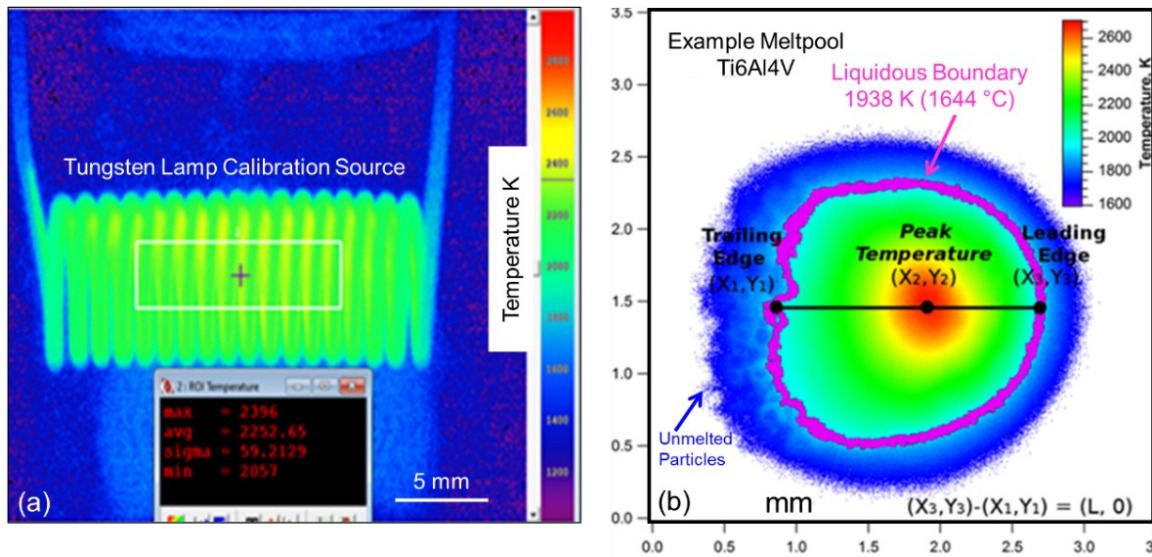 Tungsten Lamp Calibration Source
Temperature K
2800
2600
2400
2200
2000
1800
1600
1400
1200
2 : ROI Temperature
max = 2396
avg = 2252.65
sigma = 59.2129
min = 2057
(a)
5 mm
3.5
3.0
2.5
2.0
1.5
1.0
0.5
0.0
Example Meltpool
Ti6Al4V
Liquidous Boundary
1938 K (1644 °C)
2600
2400
2200
2000
1800
1600
Temperature, K
Trailing
Edge
(X₁,Y₁)
Peak
Temperature
(X₂,Y₂)
Leading
Edge
(X₃,Y₃)
Unmelted
Particles
(b)
mm
(X₃,Y₃)-(X₁,Y₁) = (L, 0)
0.0 0.5 1.0 1.5 2.0 2.5 3.0 3.5